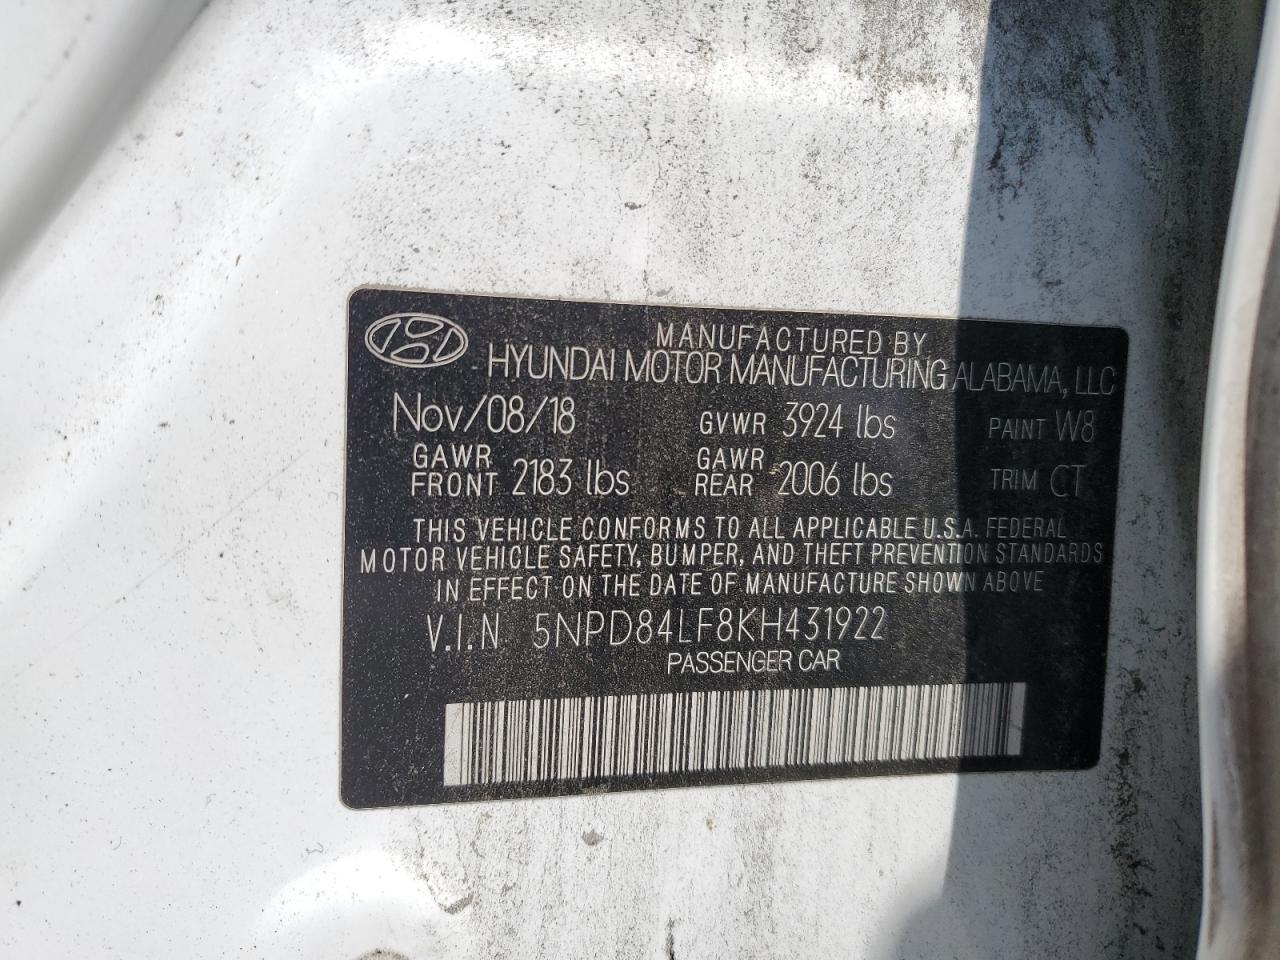 MANUFACTURED BY
HYUNDAI MOTOR MANUFACTURING ALABAMA, LLC
Nov/08/18 GVWR 3924 lbs PAINT W8
GAWR FRONT 2183 lbs GAWR REAR 2006 lbs TRIM CT
THIS VEHICLE CONFORMS TO ALL APPLICABLE U.S.A. FEDERAL
MOTOR VEHICLE SAFETY, BUMPER, AND THEFT PREVENTION STANDARDS
IN EFFECT ON THE DATE OF MANUFACTURE SHOWN ABOVE
V.I.N 5NPD84LF8KH431922
PASSENGER CAR